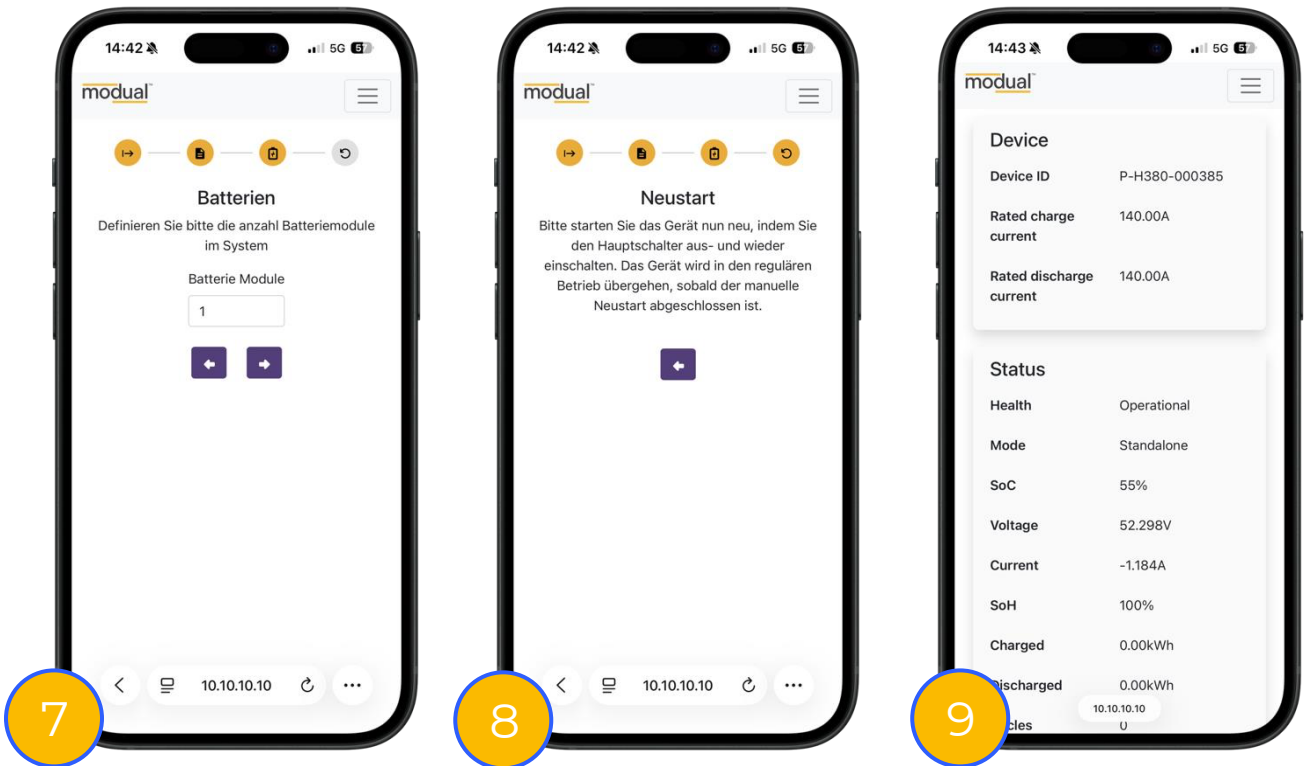 14:42
5G 57
modual™
Batterien
Definieren Sie bitte die anzahl Batteriemodule
im System
Batterie Module
1
10.10.10.10
7
14:42
5G 57
modual™
Neustart
Bitte starten Sie das Gerät nun neu, indem Sie
den Hauptschalter aus- und wieder
einschalten. Das Gerät wird in den regulären
Betrieb übergehen, sobald der manuelle
Neustart abgeschlossen ist.
10.10.10.10
8
14:43
5G 57
modual™
Device
Device ID P-H380-000385
Rated charge 140.00A
current
Rated discharge 140.00A
current
Status
Health Operational
Mode Standalone
SoC 55%
Voltage 52.298V
Current -1.184A
SoH 100%
Charged 0.00kWh
Discharged 0.00kWh
10.10.10.10
cles 0
9